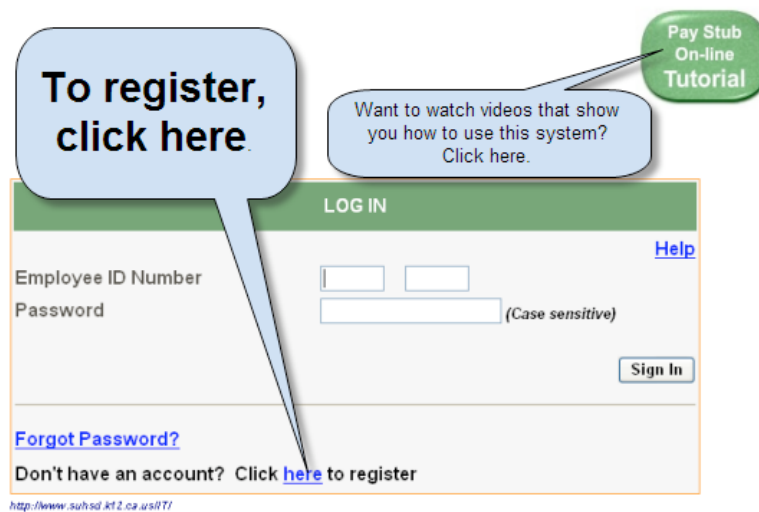 Pay Stub
On-line
Tutorial
To register,
click here.
Want to watch videos that show
you how to use this system?
Click here.
LOG IN
Help
Employee ID Number
Password
(Case sensitive)
Sign In
Forgot Password?
Don't have an account? Click here to register
http://www.suhsd.k12.ca.us/IT/